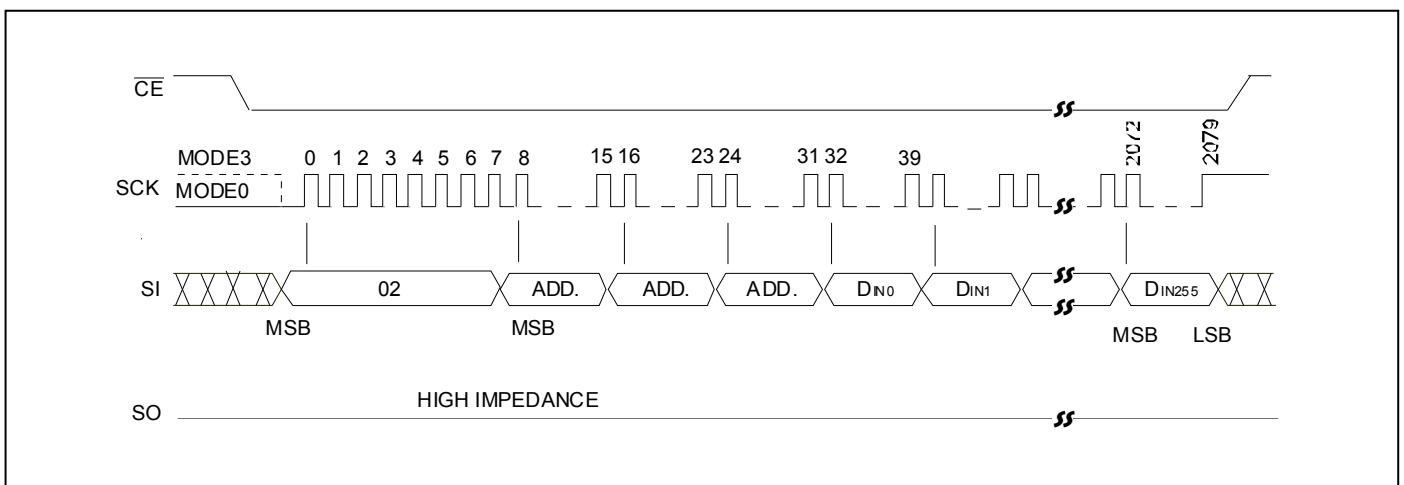 CE
2072
2079
MODE3 0 1 2 3 4 5 6 7 8 15 16 23 24 31 32 39
SCK MODE0
SI 02 ADD. ADD. ADD. DIN0 DIN1 DIN255
MSB MSB MSB LSB
HIGH IMPEDANCE
SO